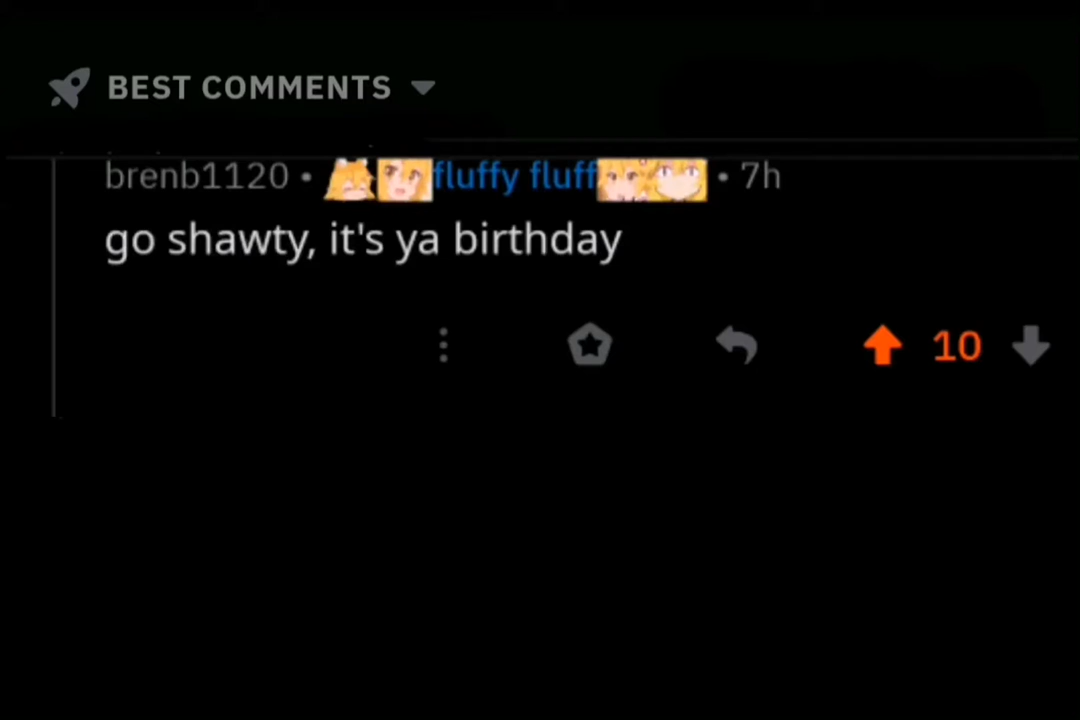 BEST COMMENTS
brenb1120 • fluffy fluff • 7h
go shawty, it's ya birthday
10